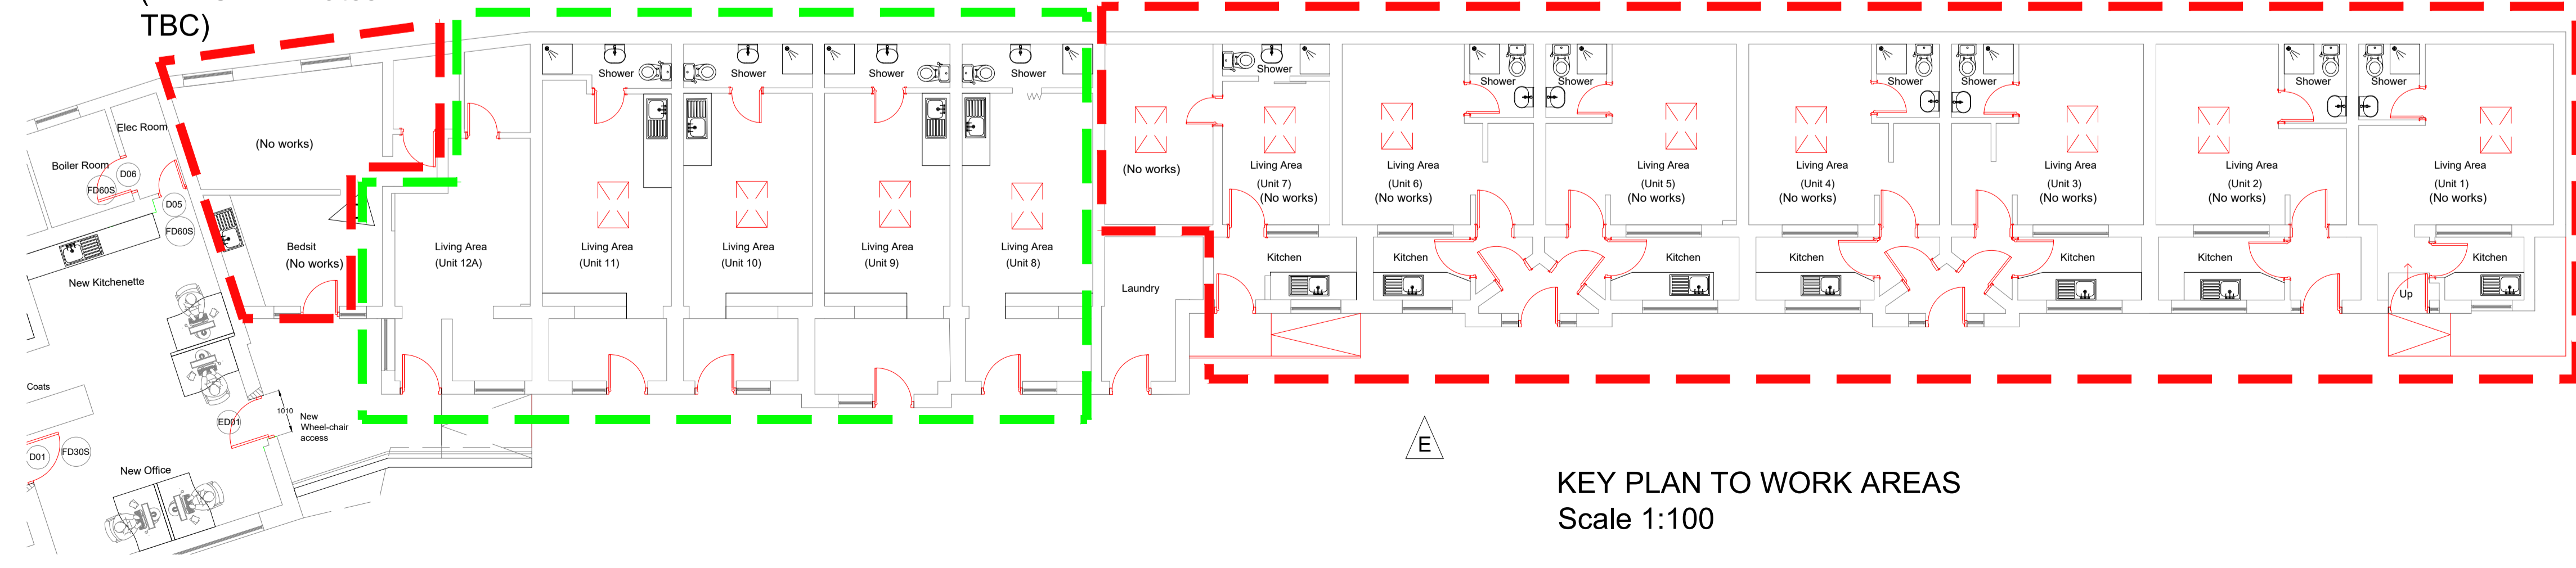 TBC)
Shower
Shower
Shower
Shower
Shower
Shower
Shower
Shower
Shower
Shower
Shower
Elec Room
Boiler Room
D06
FD60S
D05
FD60S
(No works)
Bedsit
(No works)
New Kitchenette
Living Area
(Unit 12A)
Living Area
(Unit 11)
Living Area
(Unit 10)
Living Area
(Unit 9)
Living Area
(Unit 8)
(No works)
Laundry
Living Area
(Unit 7)
(No works)
Living Area
(Unit 6)
(No works)
Living Area
(Unit 5)
(No works)
Living Area
(Unit 4)
(No works)
Living Area
(Unit 3)
(No works)
Living Area
(Unit 2)
(No works)
Living Area
(Unit 1)
(No works)
Kitchen
Kitchen
Kitchen
Kitchen
Kitchen
Kitchen
Kitchen
Up
Coats
ED01
1010
New
Wheel-chair
access
D01
FD30S
New Office
E
KEY PLAN TO WORK AREAS
Scale 1:100